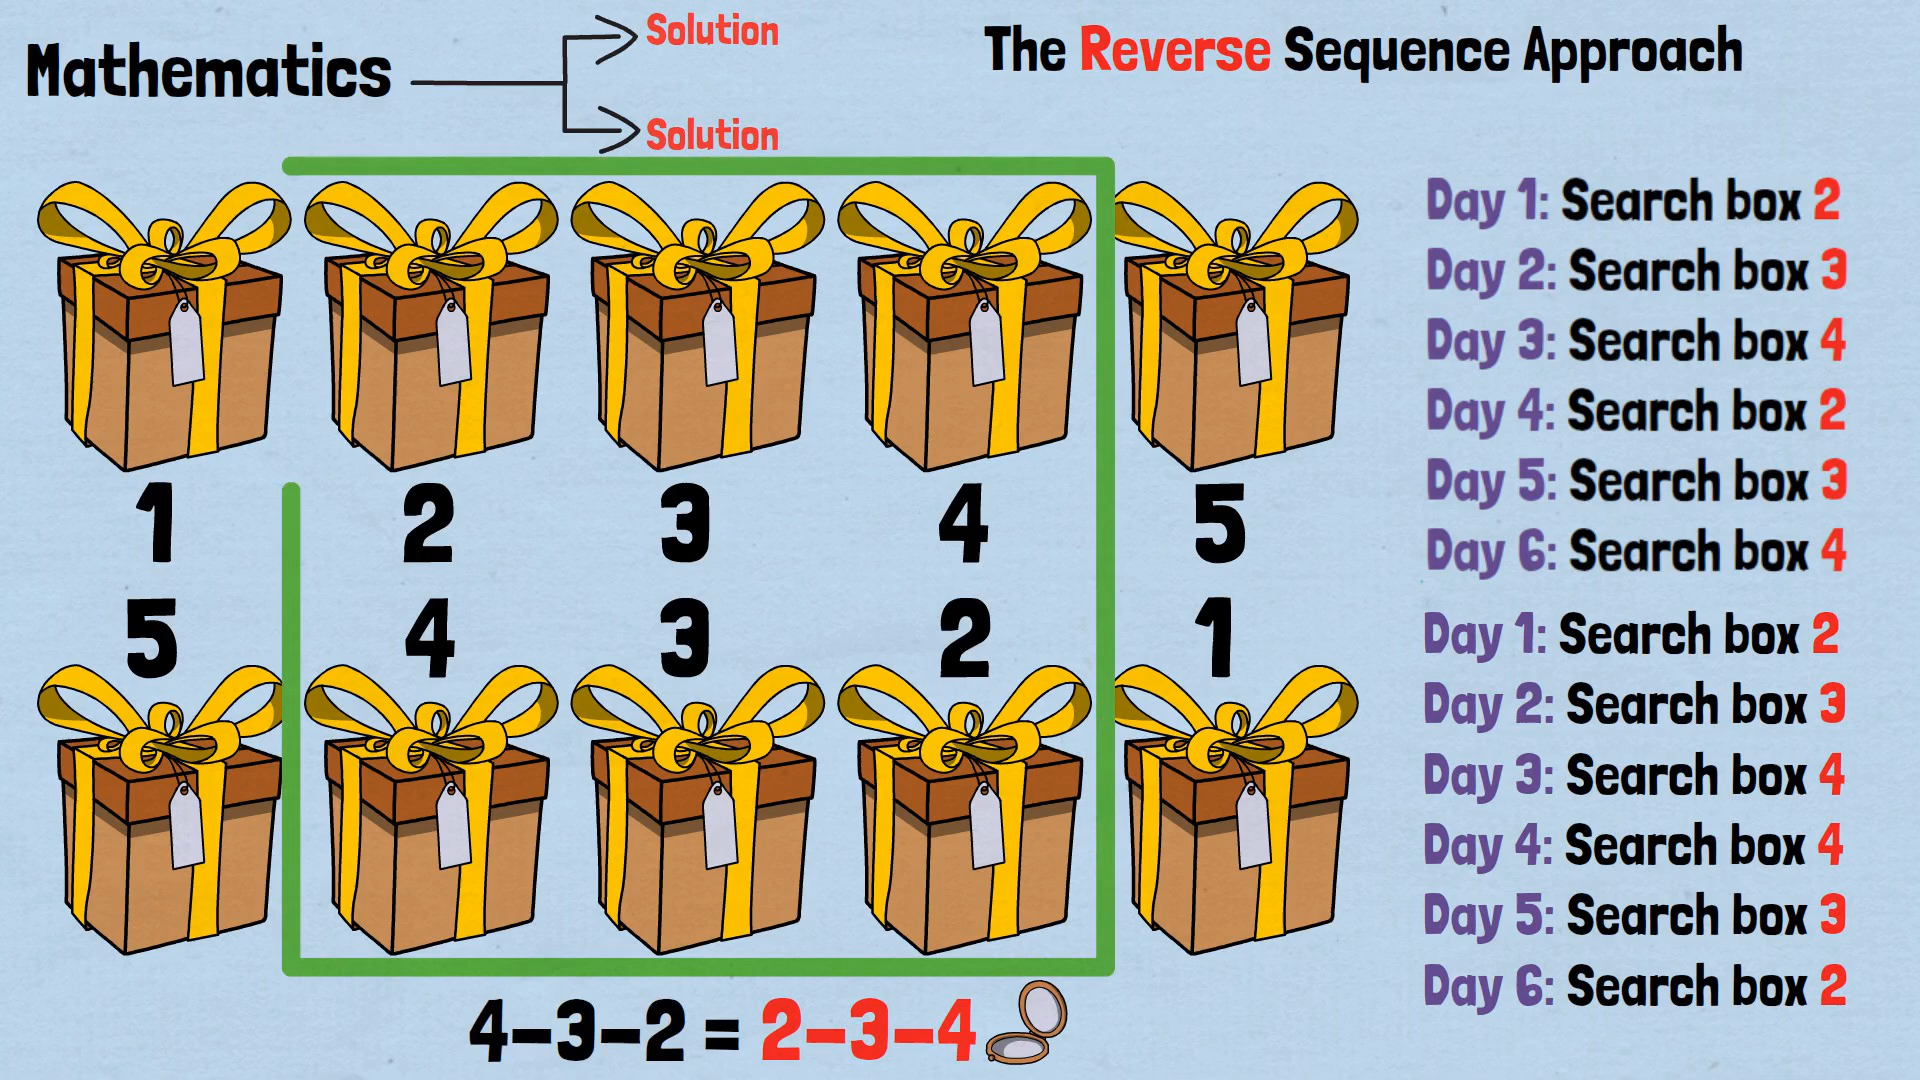 Mathematics
Solution
Solution
The Reverse Sequence Approach
1 2 3 4 5
5 4 3 2 1
4-3-2 = 2-3-4
Day 1: Search box 2
Day 2: Search box 3
Day 3: Search box 4
Day 4: Search box 2
Day 5: Search box 3
Day 6: Search box 4
Day 1: Search box 2
Day 2: Search box 3
Day 3: Search box 4
Day 4: Search box 4
Day 5: Search box 3
Day 6: Search box 2